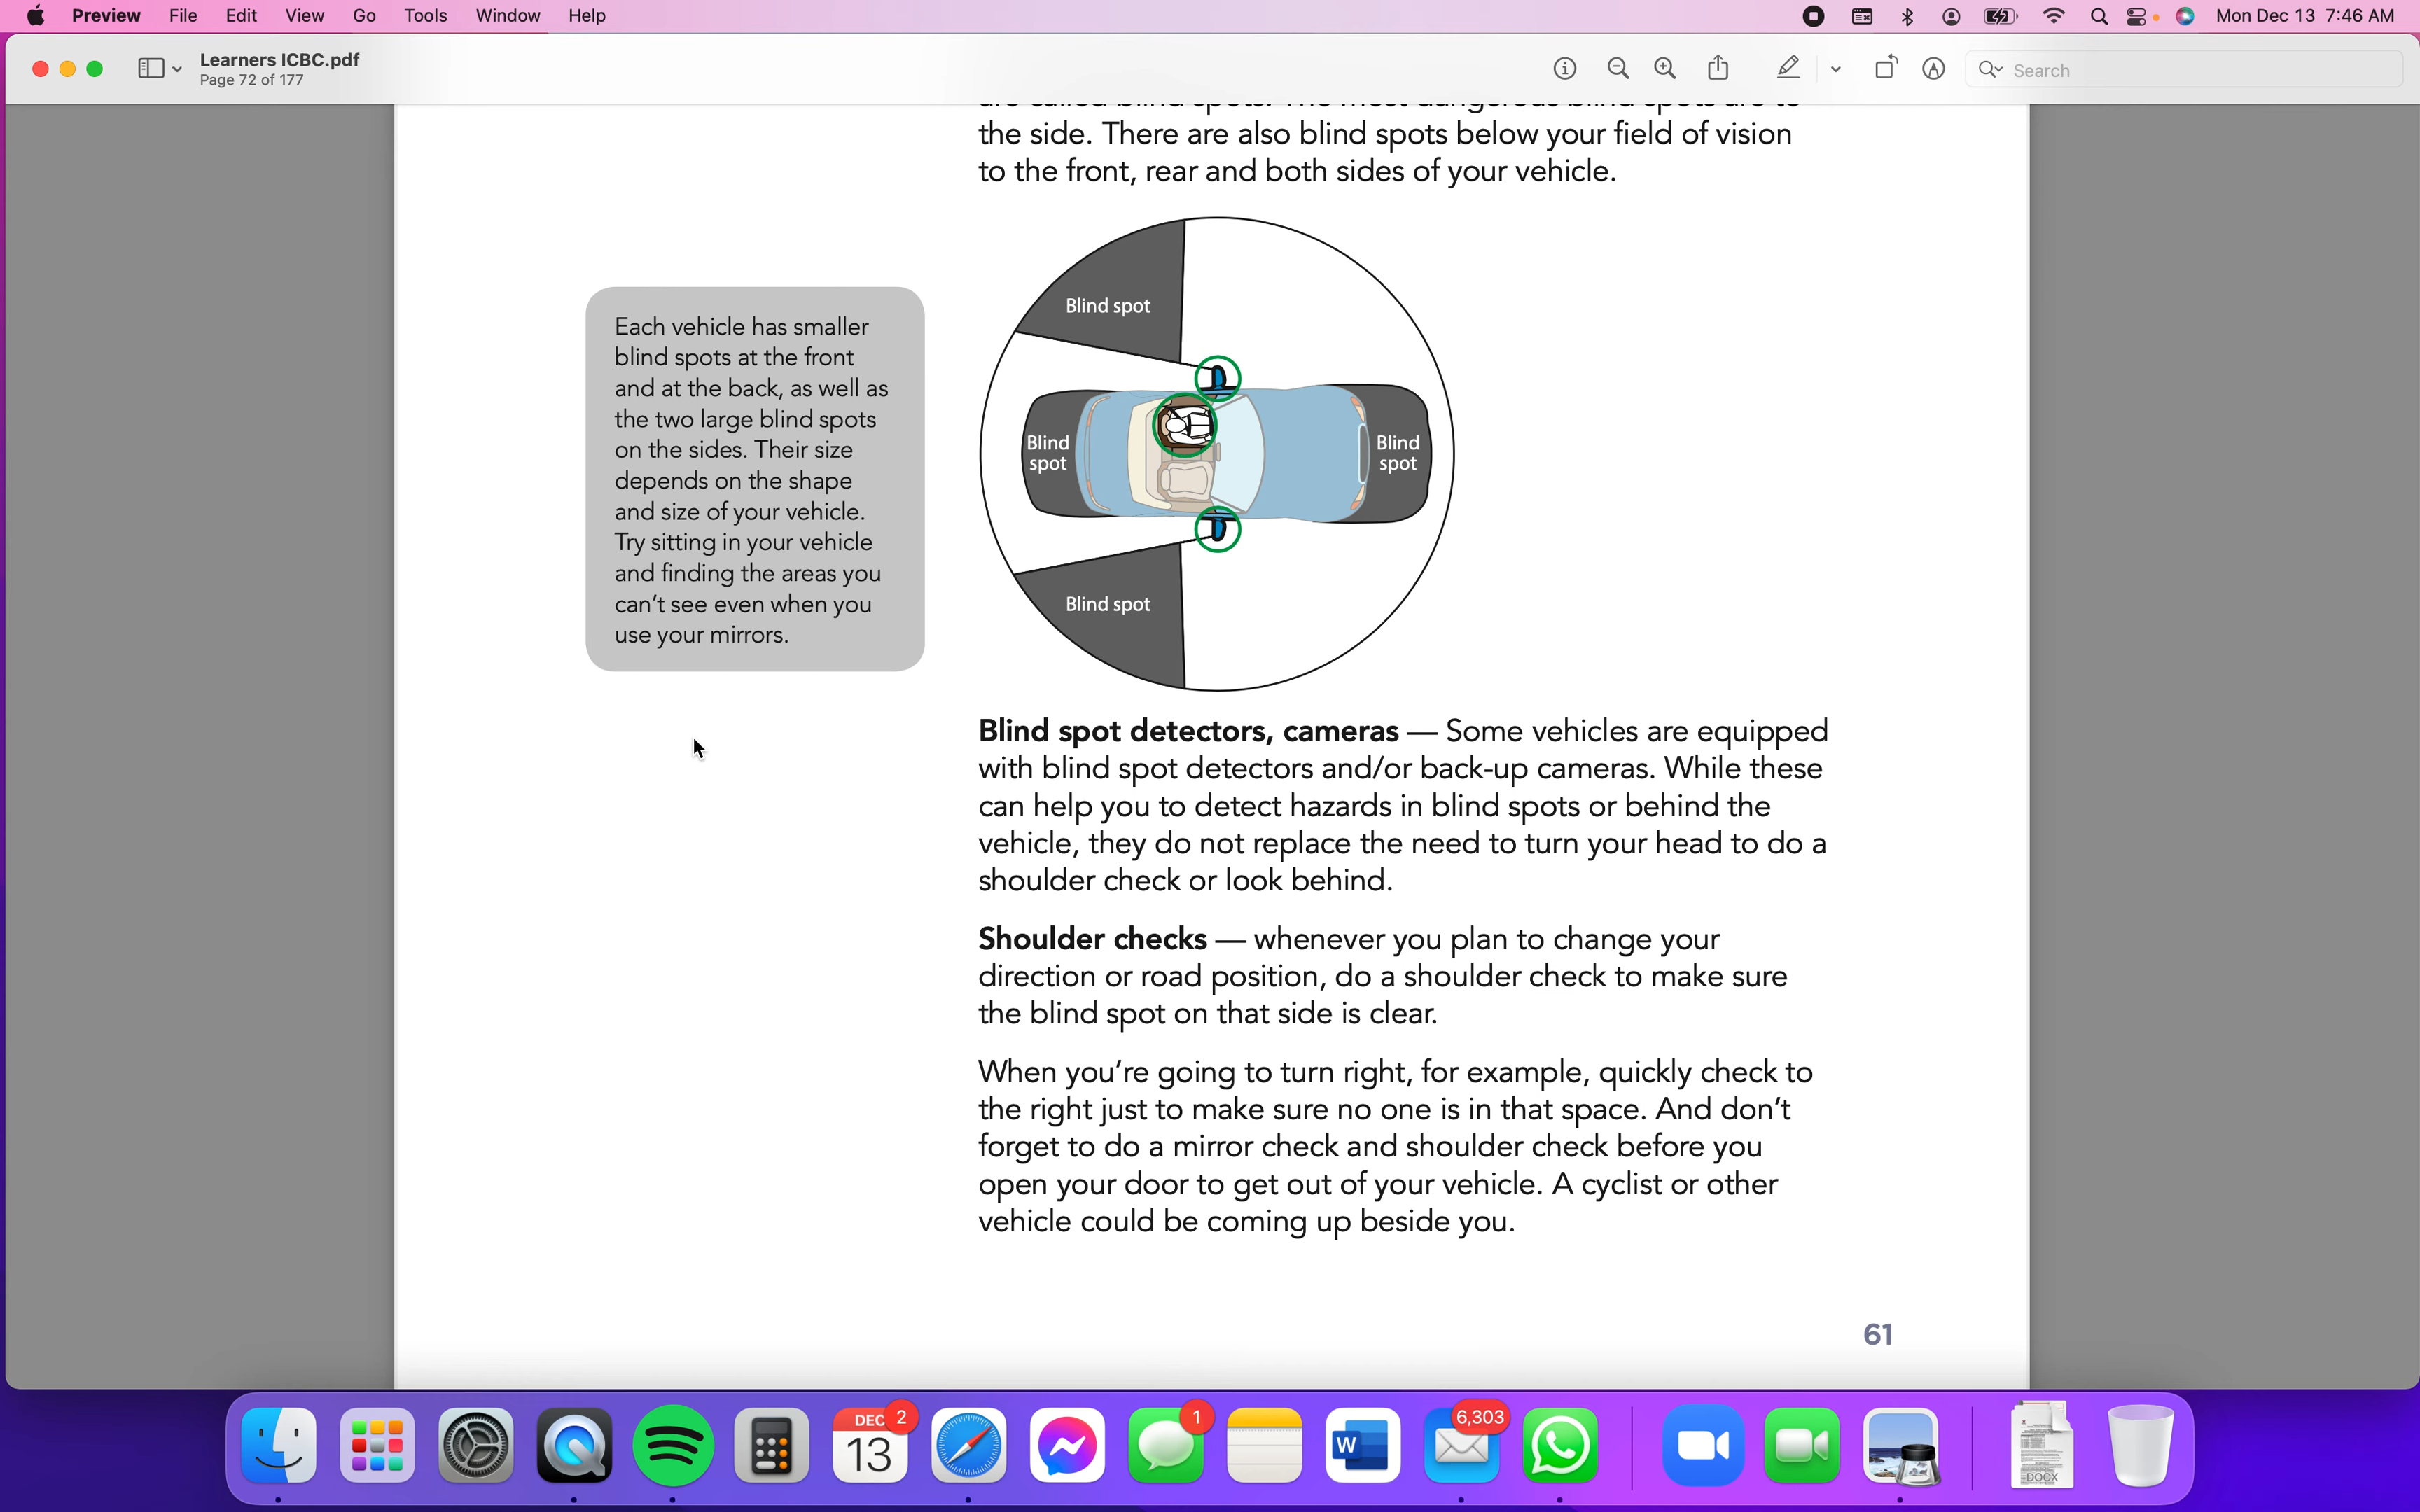 Preview File Edit View Go Tools Window Help Mon Dec 13 7:46 AM
Learners ICBC.pdf
Page 72 of 177
Search
the side. There are also blind spots below your field of vision
to the front, rear and both sides of your vehicle.
Each vehicle has smaller
blind spots at the front
and at the back, as well as
the two large blind spots
on the sides. Their size
depends on the shape
and size of your vehicle.
Try sitting in your vehicle
and finding the areas you
can't see even when you
use your mirrors.
Blind spot
Blind
spot
Blind
spot
Blind spot
Blind spot detectors, cameras — Some vehicles are equipped
with blind spot detectors and/or back-up cameras. While these
can help you to detect hazards in blind spots or behind the
vehicle, they do not replace the need to turn your head to do a
shoulder check or look behind.
Shoulder checks — whenever you plan to change your
direction or road position, do a shoulder check to make sure
the blind spot on that side is clear.
When you're going to turn right, for example, quickly check to
the right just to make sure no one is in that space. And don't
forget to do a mirror check and shoulder check before you
open your door to get out of your vehicle. A cyclist or other
vehicle could be coming up beside you.
61
DEC 2
13
1
W
6,303
DOCX